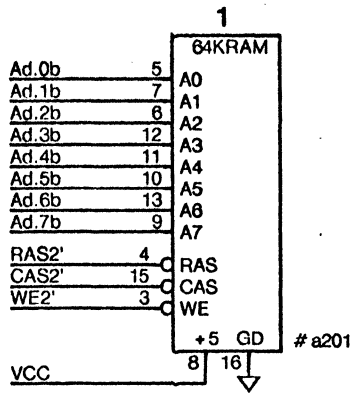 1
64KRAM
Ad.0b 5 A0
Ad.1b 7 A1
Ad.2b 6 A2
Ad.3b 12 A3
Ad.4b 11 A4
Ad.5b 10 A5
Ad.6b 13 A6
Ad.7b 9 A7
RAS2' 4 RAS
CAS2' 15 CAS
WE2' 3 WE
+5 GD # a201
8 16
VCC